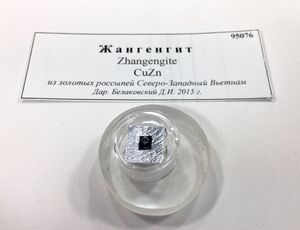 95076
Жангенгит
Zhangengite
CuZn
из золотых россыпей Северо-Западный Вьетнам
Дар. Белаковский Д.И. 2015 г.